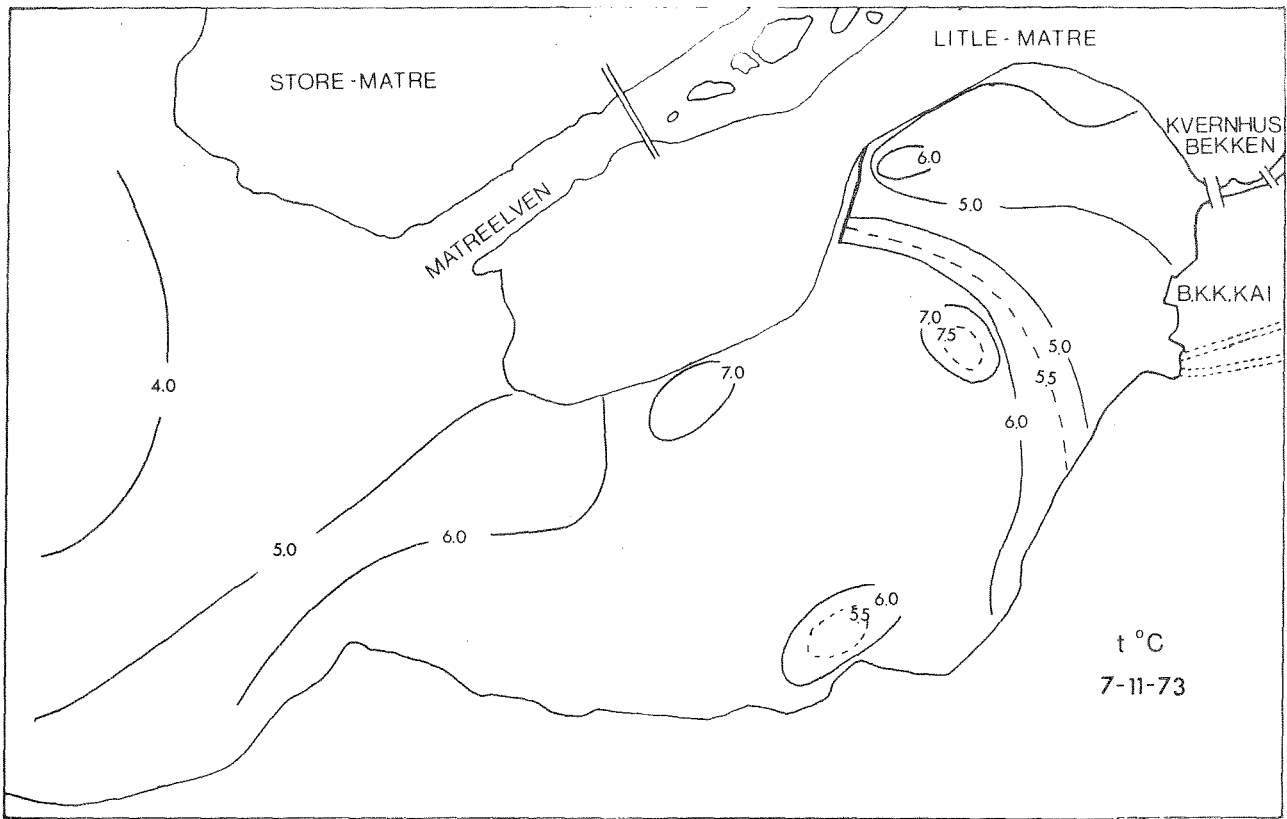 STORE-MATRE
LITLE-MATRE
KVERNHUS
BEKKEN
6.0
5.0
MATREELVEN
B.K.K.KAI
7.0
7.5
5.0
5.5
6.0
7.0
4.0
5.0
6.0
6.0
5.5
t °C
7-11-73